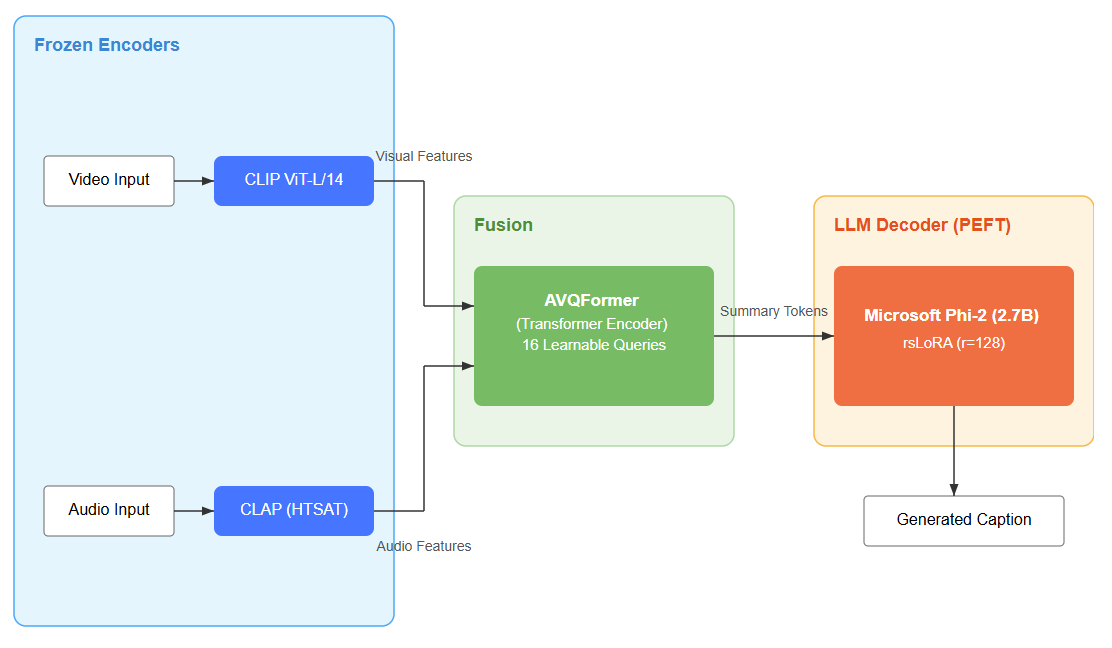 Frozen Encoders
Video Input
CLIP ViT-L/14
Visual Features
Audio Input
CLAP (HTSAT)
Audio Features
Fusion
AVQFormer
(Transformer Encoder)
16 Learnable Queries
Summary Tokens
LLM Decoder (PEFT)
Microsoft Phi-2 (2.7B)
rsLoRA (r=128)
Generated Caption